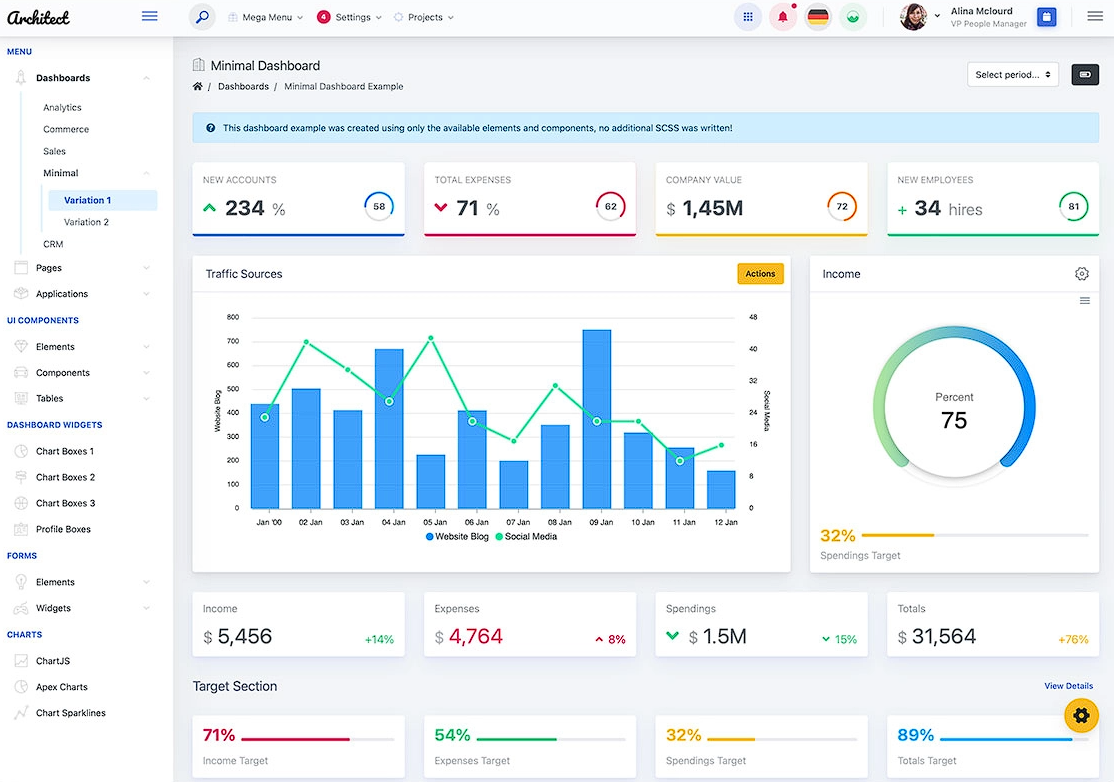 Architect
Mega Menu
4
Settings
Projects
Alina Mclourd
VP People Manager
MENU
Dashboards
Analytics
Commerce
Sales
Minimal
Variation 1
Variation 2
CRM
Pages
Applications
UI COMPONENTS
Elements
Components
Tables
DASHBOARD WIDGETS
Chart Boxes 1
Chart Boxes 2
Chart Boxes 3
Profile Boxes
FORMS
Elements
Widgets
CHARTS
ChartJS
Apex Charts
Chart Sparklines
Minimal Dashboard
/ Dashboards / Minimal Dashboard Example
Select period...
This dashboard example was created using only the available elements and components, no additional SCSS was written!
NEW ACCOUNTS
234 %
58
TOTAL EXPENSES
71 %
62
COMPANY VALUE
$ 1,45M
72
NEW EMPLOYEES
+ 34 hires
81
Traffic Sources
Actions
Website Blog
800
700
600
500
400
300
200
100
0
48
40
32
24
16
8
0
Social Media
Jan '00 02 Jan 03 Jan 04 Jan 05 Jan 06 Jan 07 Jan 08 Jan 09 Jan 10 Jan 11 Jan 12 Jan
Website Blog Social Media
Income
Percent
75
32%
Spendings Target
Income
$ 5,456
+14%
Expenses
$ 4,764
8%
Spendings
$ 1.5M
15%
Totals
$ 31,564
+76%
Target Section
View Details
71%
Income Target
54%
Expenses Target
32%
Spendings Target
89%
Totals Target